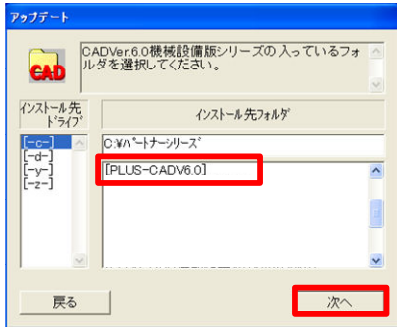 アップデート
CAD
CADVer.6.0機械設備版シリーズの入っているフォ
ルダを選択してください。
インストール先
ドライブ
インストール先フォルダ
[-c-]
[-d-]
[-y-]
[-z-]
C:¥パートナーシリーズ
[PLUS-CADV6.0]
戻る
次へ